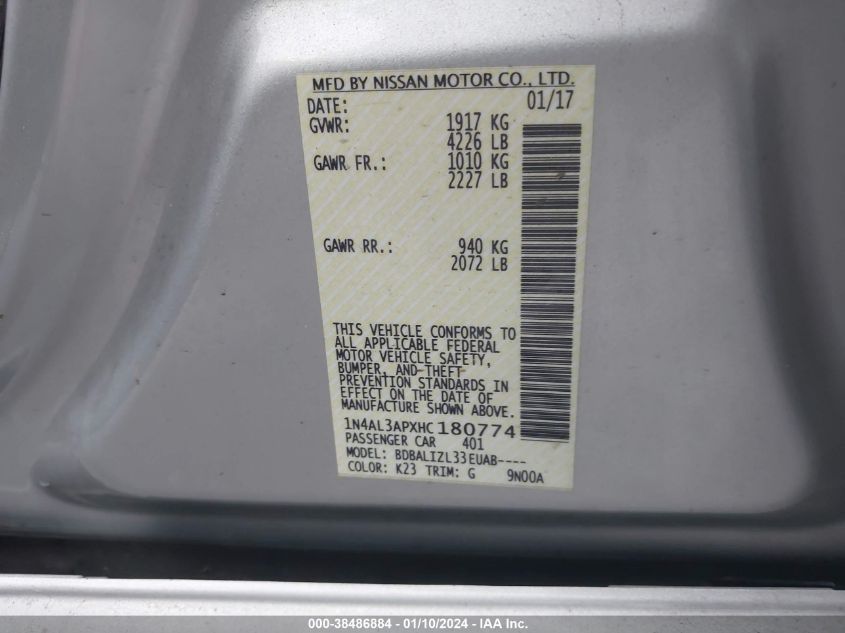 MFD BY NISSAN MOTOR CO., LTD.
DATE: 01/17
GVWR: 1917 KG
4226 LB
GAWR FR.: 1010 KG
2227 LB
GAWR RR.: 940 KG
2072 LB
THIS VEHICLE CONFORMS TO
ALL APPLICABLE FEDERAL
MOTOR VEHICLE SAFETY,
BUMPER, AND THEFT
PREVENTION STANDARDS IN
EFFECT ON THE DATE OF
MANUFACTURE SHOWN ABOVE.
1N4AL3APXHC180774
PASSENGER CAR 401
MODEL: BDBALIZL33EUAB----
COLOR: K23 TRIM: G 9N00A
000-38486884 - 01/10/2024 - IAA Inc.